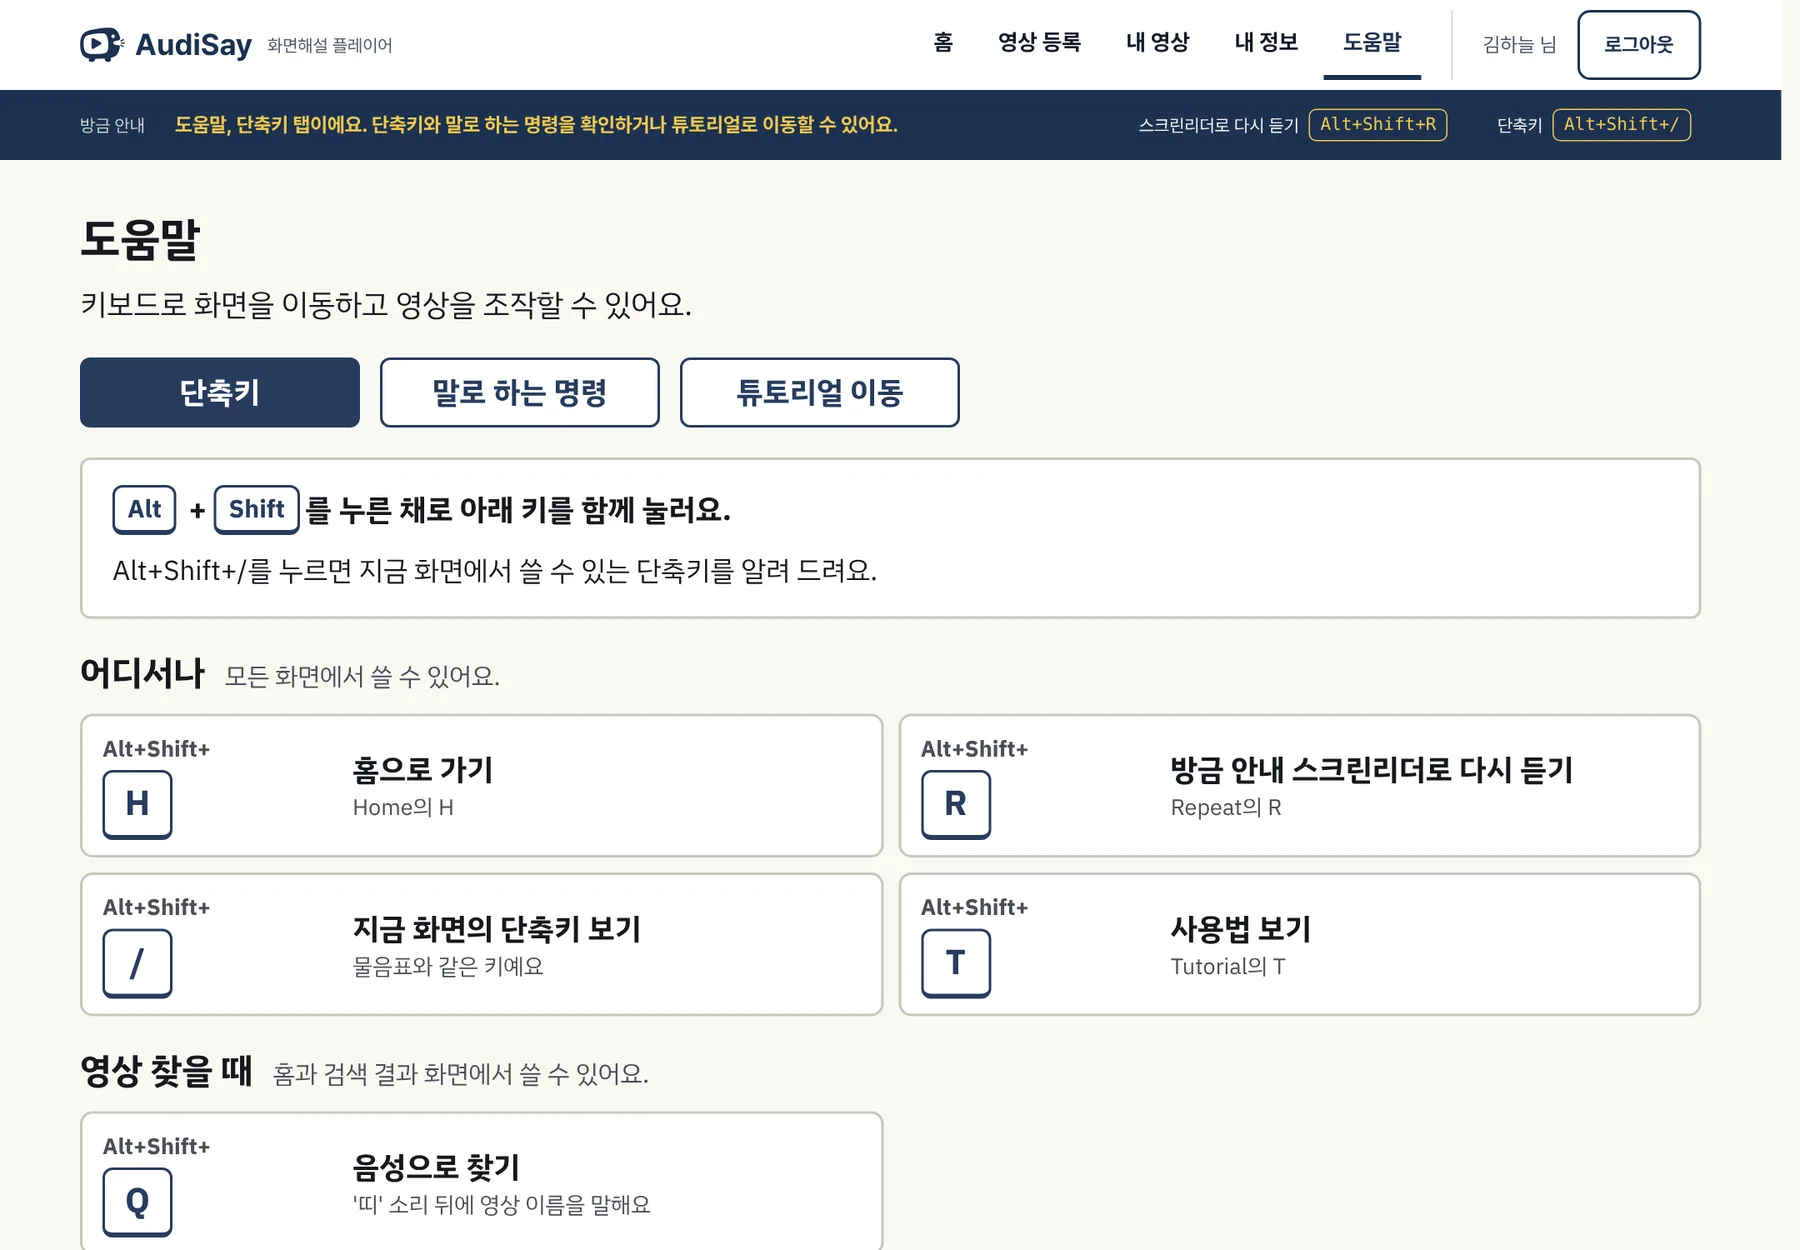 AudiSay 화면해설 플레이어
홈 영상 등록 내 영상 내 정보 도움말 김하늘 님 로그아웃
방금 안내 도움말, 단축키 탭이에요. 단축키와 말로 하는 명령을 확인하거나 튜토리얼로 이동할 수 있어요. 스크린리더로 다시 듣기 Alt+Shift+R 단축키 Alt+Shift+/
도움말
키보드로 화면을 이동하고 영상을 조작할 수 있어요.
단축키 말로 하는 명령 튜토리얼 이동
Alt + Shift 를 누른 채로 아래 키를 함께 눌러요.
Alt+Shift+/를 누르면 지금 화면에서 쓸 수 있는 단축키를 알려 드려요.
어디서나 모든 화면에서 쓸 수 있어요.
Alt+Shift+
H
홈으로 가기
Home의 H
Alt+Shift+
R
방금 안내 스크린리더로 다시 듣기
Repeat의 R
Alt+Shift+
/
지금 화면의 단축키 보기
물음표와 같은 키예요
Alt+Shift+
T
사용법 보기
Tutorial의 T
영상 찾을 때 홈과 검색 결과 화면에서 쓸 수 있어요.
Alt+Shift+
Q
음성으로 찾기
'띠' 소리 뒤에 영상 이름을 말해요